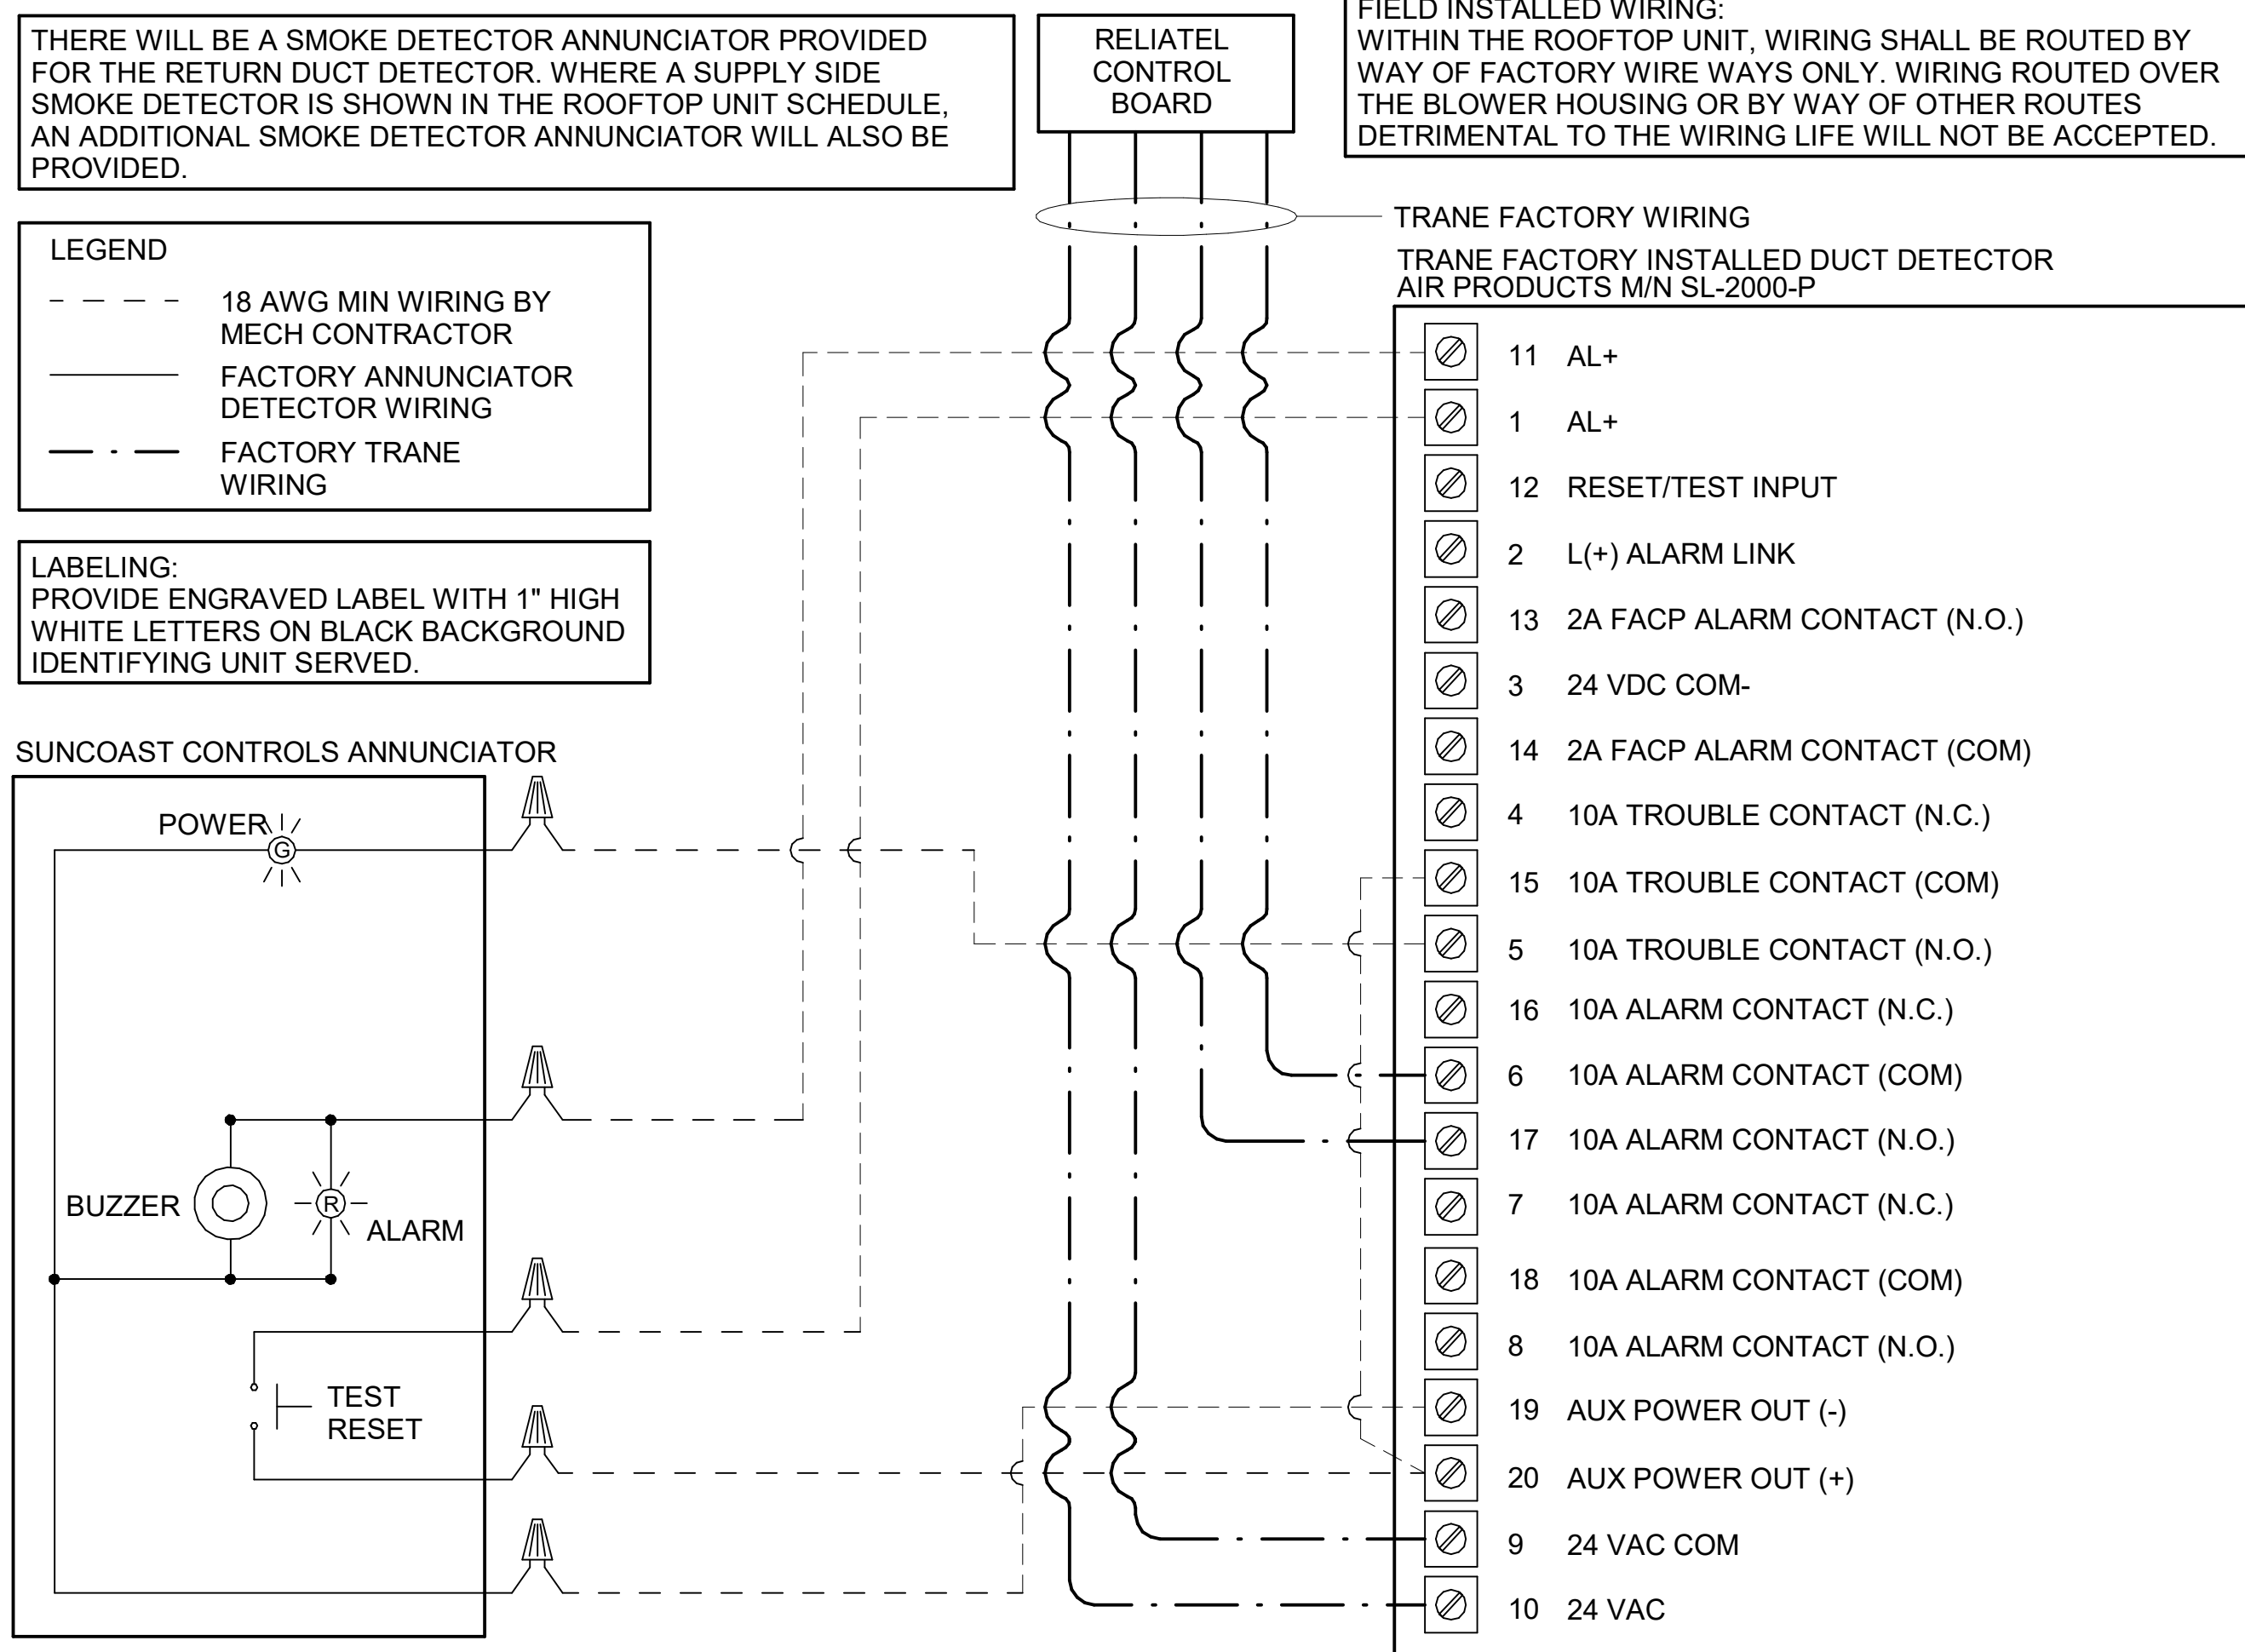 THERE WILL BE A SMOKE DETECTOR ANNUNCIATOR PROVIDED
FOR THE RETURN DUCT DETECTOR. WHERE A SUPPLY SIDE
SMOKE DETECTOR IS SHOWN IN THE ROOFTOP UNIT SCHEDULE,
AN ADDITIONAL SMOKE DETECTOR ANNUNCIATOR WILL ALSO BE
PROVIDED.
RELIATEL
CONTROL
BOARD
FIELD INSTALLED WIRING:
WITHIN THE ROOFTOP UNIT, WIRING SHALL BE ROUTED BY
WAY OF FACTORY WIRE WAYS ONLY. WIRING ROUTED OVER
THE BLOWER HOUSING OR BY WAY OF OTHER ROUTES
DETRIMENTAL TO THE WIRING LIFE WILL NOT BE ACCEPTED.
LEGEND
18 AWG MIN WIRING BY
MECH CONTRACTOR
FACTORY ANNUNCIATOR
DETECTOR WIRING
FACTORY TRANE
WIRING
LABELING:
PROVIDE ENGRAVED LABEL WITH 1" HIGH
WHITE LETTERS ON BLACK BACKGROUND
IDENTIFYING UNIT SERVED.
TRANE FACTORY WIRING
TRANE FACTORY INSTALLED DUCT DETECTOR
AIR PRODUCTS M/N SL-2000-P
11 AL+
1 AL+
12 RESET/TEST INPUT
2 L(+) ALARM LINK
13 2A FACP ALARM CONTACT (N.O.)
3 24 VDC COM-
14 2A FACP ALARM CONTACT (COM)
4 10A TROUBLE CONTACT (N.C.)
15 10A TROUBLE CONTACT (COM)
5 10A TROUBLE CONTACT (N.O.)
16 10A ALARM CONTACT (N.C.)
6 10A ALARM CONTACT (COM)
17 10A ALARM CONTACT (N.O.)
7 10A ALARM CONTACT (N.C.)
18 10A ALARM CONTACT (COM)
8 10A ALARM CONTACT (N.O.)
19 AUX POWER OUT (-)
20 AUX POWER OUT (+)
9 24 VAC COM
10 24 VAC
SUNCOAST CONTROLS ANNUNCIATOR
POWER
G
BUZZER
R
ALARM
TEST
RESET